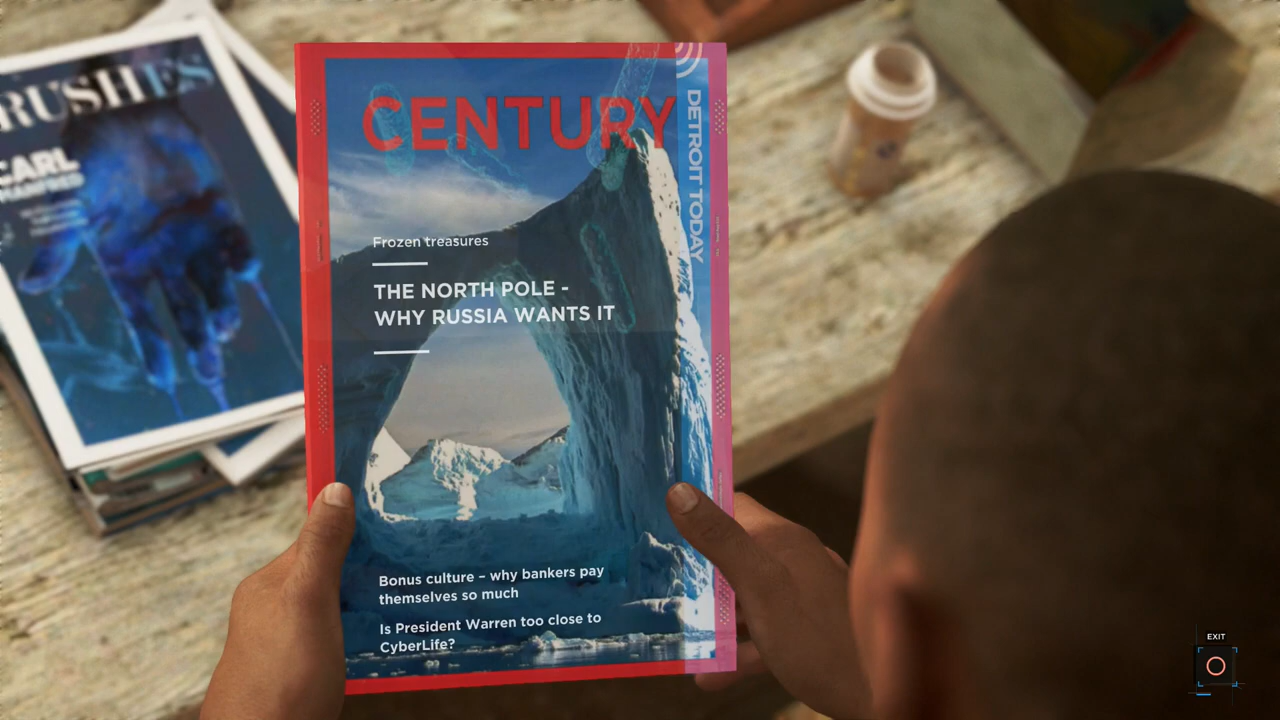 RUSHES
CARL
MANFRED
CENTURY
DETROIT TODAY
Frozen treasures
THE NORTH POLE -
WHY RUSSIA WANTS IT
Bonus culture – why bankers pay
themselves so much
Is President Warren too close to
CyberLife?
EXIT